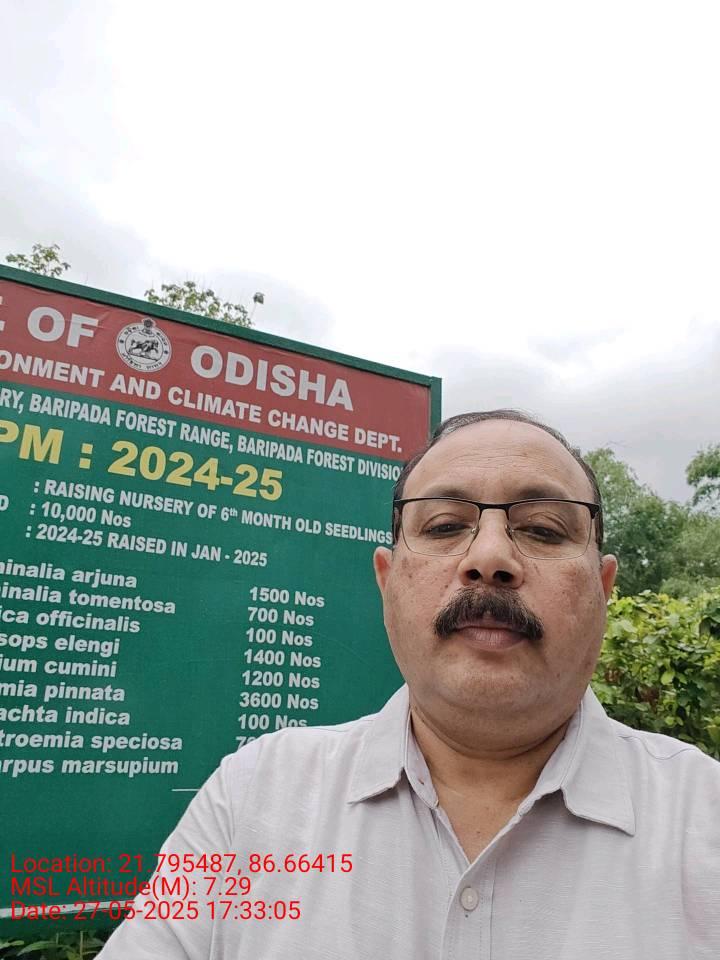 OF ODISHA
ONMENT AND CLIMATE CHANGE DEPT.
RY, BARIPADA FOREST RANGE, BARIPADA FOREST DIVISIO
PM : 2024-25
: RAISING NURSERY OF 6th MONTH OLD SEEDLINGS
D : 10,000 Nos
: 2024-25 RAISED IN JAN - 2025
inalia arjuna 1500 Nos
inalia tomentosa 700 Nos
ica officinalis 100 Nos
sops elengi 1400 Nos
ium cumini 1200 Nos
mia pinnata 3600 Nos
achta indica 100 Nos
troemia speciosa
arpus marsupium
Location: 21.795487, 86.66415
MSL Altitude(M): 7.29
Date: 27-05-2025 17:33:05